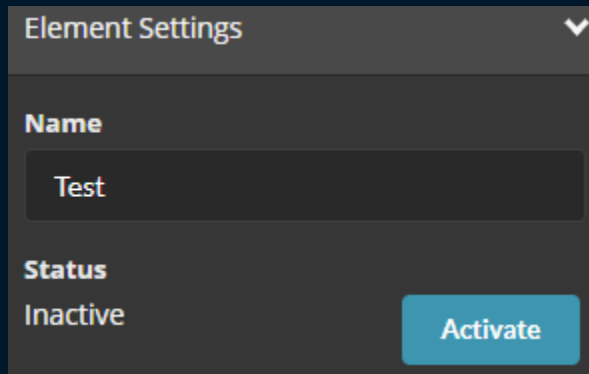 Element Settings
Name
Test
Status
Inactive
Activate